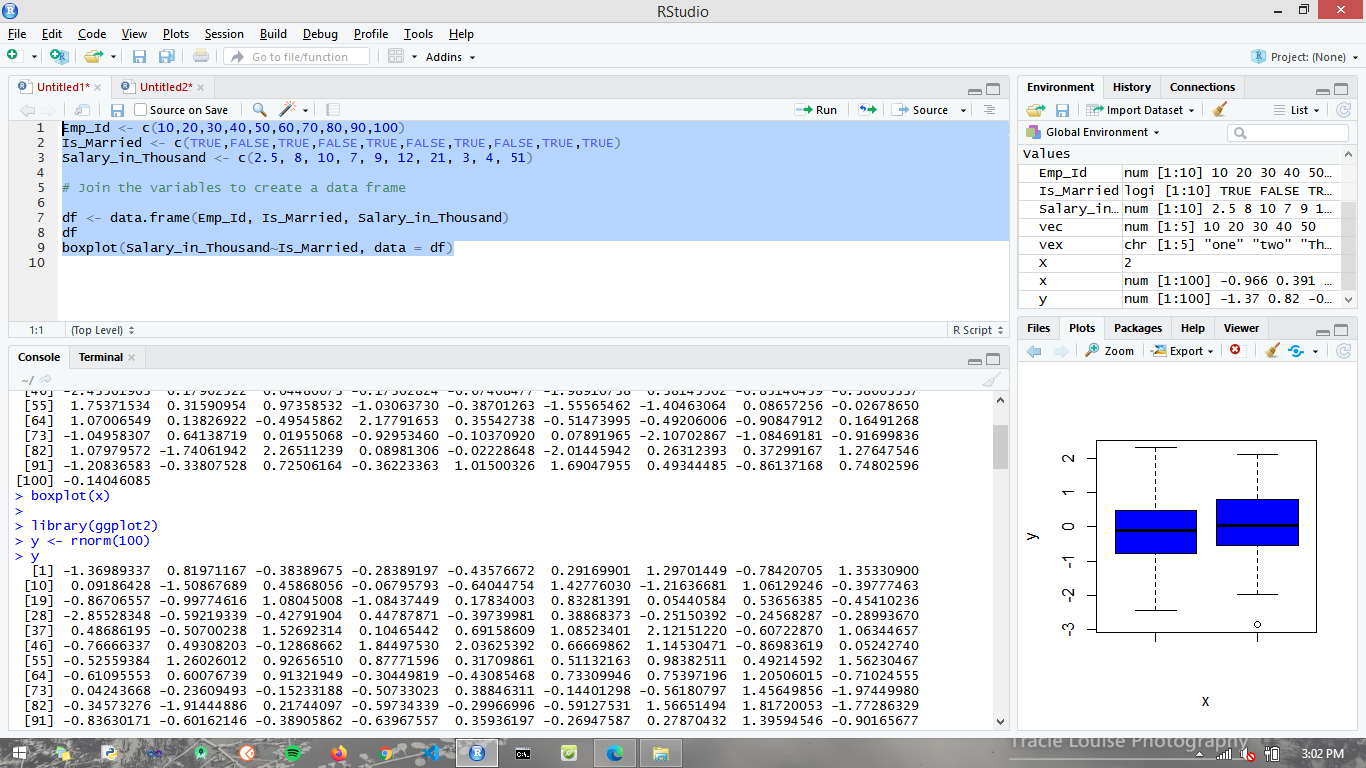 RStudio
File Edit Code View Plots Session Build Debug Profile Tools Help
Go to file/function Addins Project: (None)
Untitled1* Untitled2*
Source on Save Run Source
1 Emp_Id <- c(10,20,30,40,50,60,70,80,90,100)
2 Is_Married <- c(TRUE,FALSE,TRUE,FALSE,TRUE,FALSE,TRUE,FALSE,TRUE,TRUE)
3 Salary_in_Thousand <- c(2.5, 8, 10, 7, 9, 12, 21, 3, 4, 51)
4
5 # Join the variables to create a data frame
6
7 df <- data.frame(Emp_Id, Is_Married, Salary_in_Thousand)
8 df
9 boxplot(Salary_in_Thousand~Is_Married, data = df)
10
1:1 (Top Level) R Script
Console Terminal
~/
[55] 1.75371534 0.31590954 0.97358532 -1.03063730 -0.38701263 -1.55565462 -1.40463064 0.08657256 -0.02678650
[64] 1.07006549 0.13826922 -0.49545862 2.17791653 0.35542738 -0.51473995 -0.49206006 -0.90847912 0.16491268
[73] -1.04958307 0.64138719 0.01955068 -0.92953460 -0.10370920 0.07891965 -2.10702867 -1.08469181 -0.91699836
[82] 1.07979572 -1.74061942 2.26511239 0.08981306 -0.02228648 -2.01445942 0.26312393 0.37299167 1.27647546
[91] -1.20836583 -0.33807528 0.72506164 -0.36223363 1.01500326 1.69047955 0.49344485 -0.86137168 0.74802596
[100] -0.14046085
> boxplot(x)
>
> library(ggplot2)
> y <- rnorm(100)
> y
[1] -1.36989337 0.81971167 -0.38389675 -0.28389197 -0.43576672 0.29169901 1.29701449 -0.78420705 1.35330900
[10] 0.09186428 -1.50867689 0.45868056 -0.06795793 -0.64044754 1.42776030 -1.21636681 1.06129246 -0.39777463
[19] -0.86706557 -0.99774616 1.08045008 -1.08437449 0.17834003 0.83281391 0.05440584 0.53656385 -0.45410236
[28] -2.85528348 -0.59219339 -0.42791904 0.44787871 -0.39739981 0.38868373 -0.25150392 -0.24568287 -0.28993670
[37] 0.48686195 -0.50700238 1.52692314 0.10465442 0.69158609 1.08523401 2.12151220 -0.60722870 1.06344657
[46] -0.76666337 0.49308203 -0.12868662 1.84497530 2.03625392 0.66669862 1.14530471 -0.86983619 0.05242740
[55] -0.52559384 1.26026012 0.92656510 0.87771596 0.31709861 0.51132163 0.98382511 0.49214592 1.56230467
[64] -0.61095553 0.60076739 0.91321949 -0.30449819 -0.43085468 0.73309946 0.75397196 1.20506015 -0.71024555
[73] 0.04243668 -0.23609493 -0.15233188 -0.50733023 0.38846311 -0.14401298 -0.56180797 1.45649856 -1.97449980
[82] -0.34573276 -1.91444886 0.21744097 -0.59734339 -0.29966996 -0.59127531 1.56651494 1.81720053 -1.77286329
[91] -0.83630171 -0.60162146 -0.38905862 -0.63967557 0.35936197 -0.26947587 0.27870432 1.39594546 -0.90165677
Environment History Connections
Import Dataset List
Global Environment
Values
Emp_Id num [1:10] 10 20 30 40 50…
Is_Married logi [1:10] TRUE FALSE TR…
Salary_in_… num [1:10] 2.5 8 10 7 9 1…
vec num [1:5] 10 20 30 40 50
vex chr [1:5] "one" "two" "Th…
X 2
x num [1:100] -0.966 0.391 …
y num [1:100] -1.37 0.82 -0…
Files Plots Packages Help Viewer
Zoom Export
2
1
0
-1
-2
-3
y
x
Tracie Louise Photography
3:02 PM